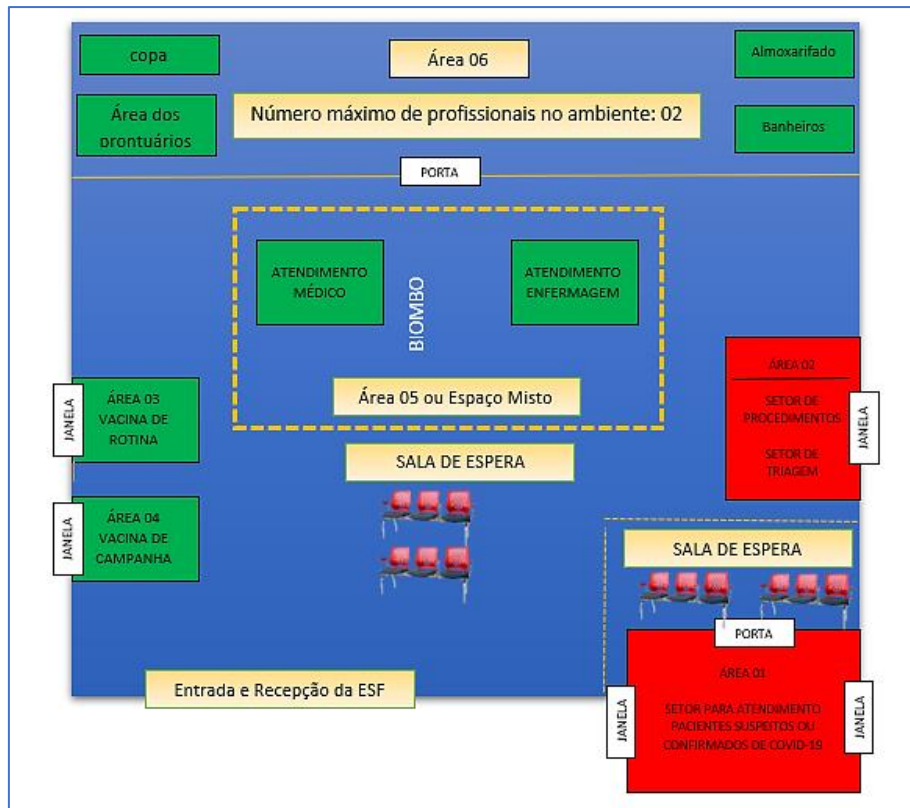 copa
Área 06
Almoxarifado
Área dos
prontuários
Número máximo de profissionais no ambiente: 02
Banheiros
PORTA
ATENDIMENTO
MÉDICO
BIOMBO
ATENDIMENTO
ENFERMAGEM
Área 05 ou Espaço Misto
JANELA
ÁREA 03
VACINA DE
ROTINA
ÁREA 02
SETOR DE
PROCEDIMENTOS
SETOR DE
TRIAGEM
JANELA
SALA DE ESPERA
JANELA
ÁREA 04
VACINA DE
CAMPANHA
SALA DE ESPERA
PORTA
Entrada e Recepção da ESF
JANELA
ÁREA 01
SETOR PARA ATENDIMENTO
PACIENTES SUSPEITOS OU
CONFIRMADOS DE COVID-19
JANELA